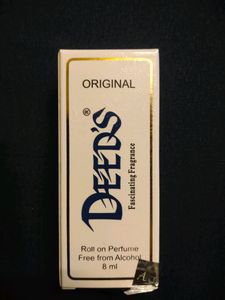 ORIGINAL
DEED'S®
Fascinating Fragrance
Roll on Perfume
Free from Alcohol
8 ml